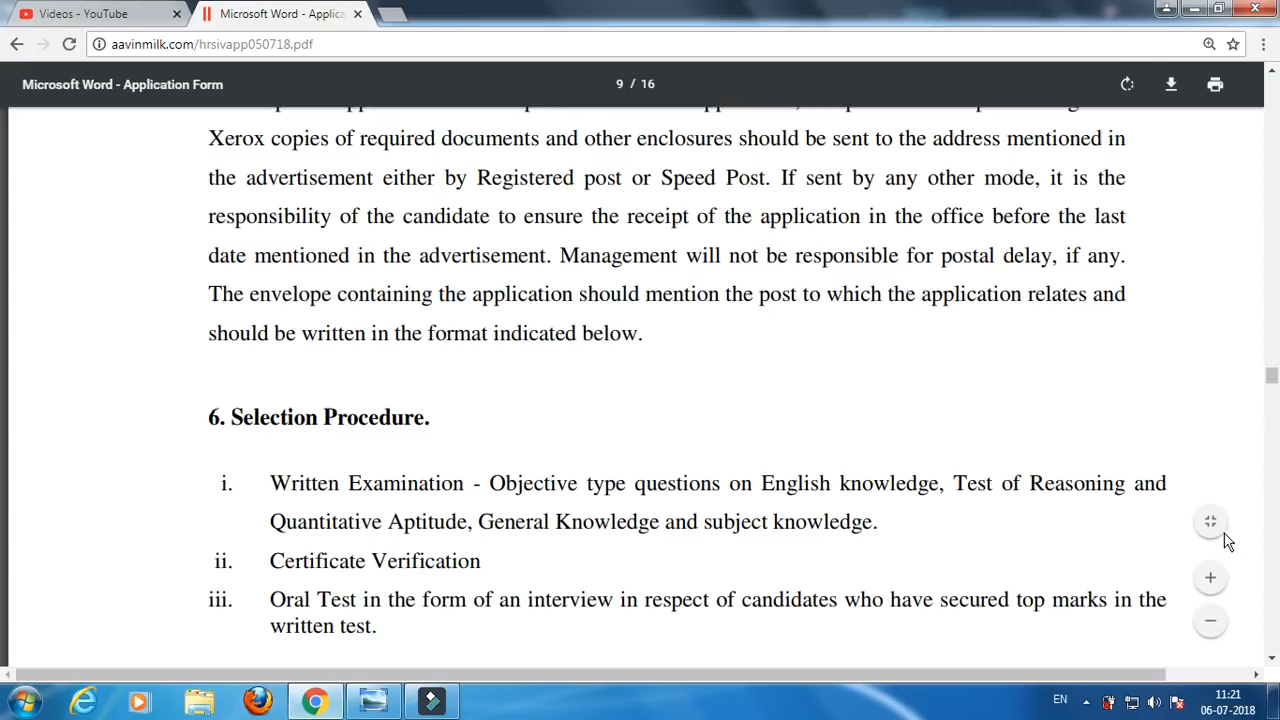 Videos - YouTube
Microsoft Word - Applica
aavinmilk.com/hrsivapp050718.pdf
Microsoft Word - Application Form
9 / 16
Xerox copies of required documents and other enclosures should be sent to the address mentioned in
the advertisement either by Registered post or Speed Post. If sent by any other mode, it is the
responsibility of the candidate to ensure the receipt of the application in the office before the last
date mentioned in the advertisement. Management will not be responsible for postal delay, if any.
The envelope containing the application should mention the post to which the application relates and
should be written in the format indicated below.
6. Selection Procedure.
i. Written Examination - Objective type questions on English knowledge, Test of Reasoning and
Quantitative Aptitude, General Knowledge and subject knowledge.
ii. Certificate Verification
iii. Oral Test in the form of an interview in respect of candidates who have secured top marks in the
written test.
EN
11:21
06-07-2018